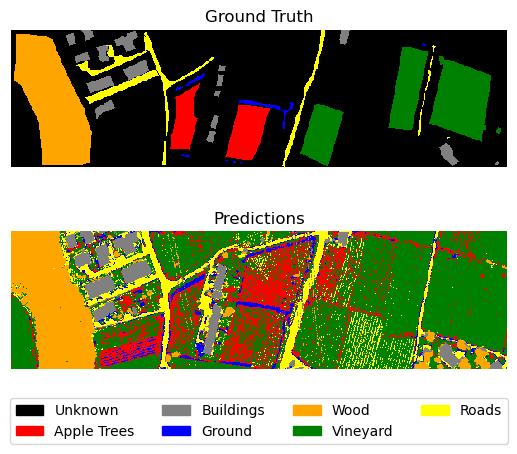 Ground Truth
Predictions
Unknown Buildings Wood Roads
Apple Trees Ground Vineyard